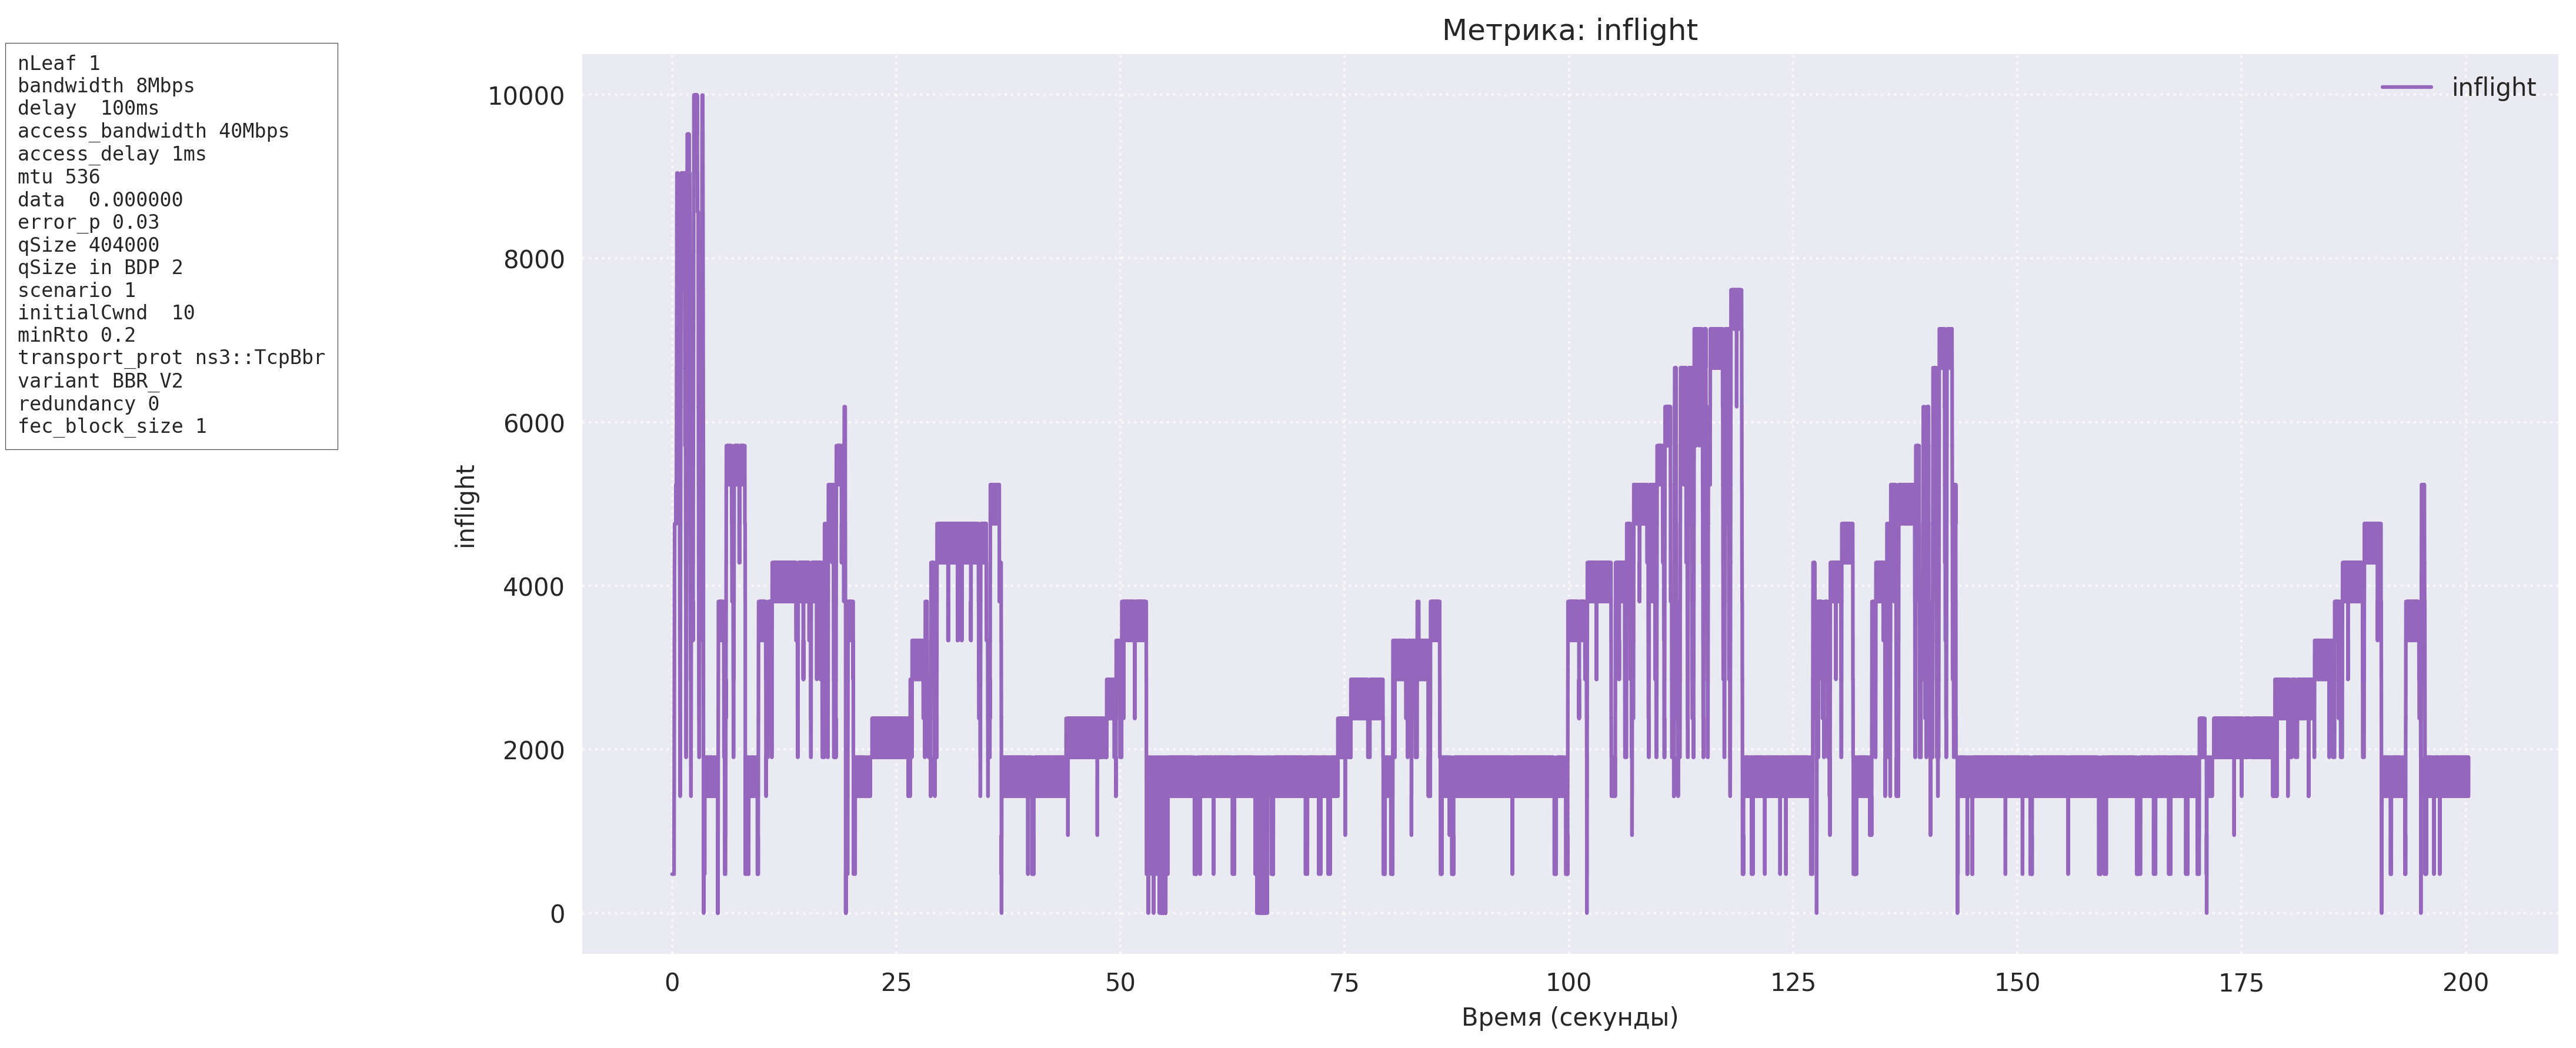 nLeaf 1
bandwidth 8Mbps
delay  100ms
access_bandwidth 40Mbps
access_delay 1ms
mtu 536
data  0.000000
error_p 0.03
qSize 404000
qSize in BDP 2
scenario 1
initialCwnd  10
minRto 0.2
transport_prot ns3::TcpBbr
variant BBR_V2
redundancy 0
fec_block_size 1
Метрика: inflight
inflight
inflight
10000
8000
6000
4000
2000
0
0
25
50
75
100
125
150
175
200
Время (секунды)